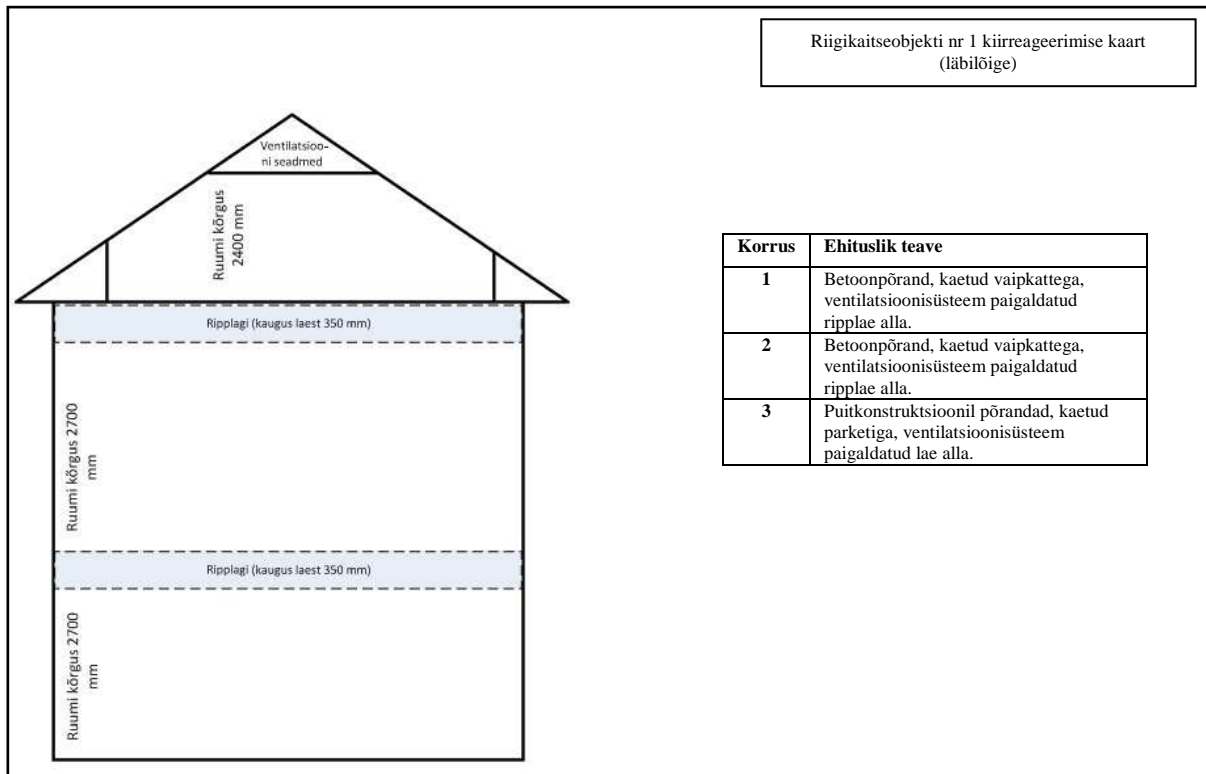 Riigikaitseobjekti nr 1 kiirreageerimise kaart
(läbilõige)
Ventilatsioo-
ni seadmed
Ruumi kõrgus
2400 mm
Ripplagi (kaugus laest 350 mm)
Ruumi kõrgus 2700
mm
Ripplagi (kaugus laest 350 mm)
Ruumi kõrgus 2700
mm
Korrus Ehituslik teave
1 Betoonpõrand, kaetud vaipkattega,
ventilatsioonisüsteem paigaldatud
ripplae alla.
2 Betoonpõrand, kaetud vaipkattega,
ventilatsioonisüsteem paigaldatud
ripplae alla.
3 Puitkonstruktsioonil põrandad, kaetud
parketiga, ventilatsioonisüsteem
paigaldatud lae alla.